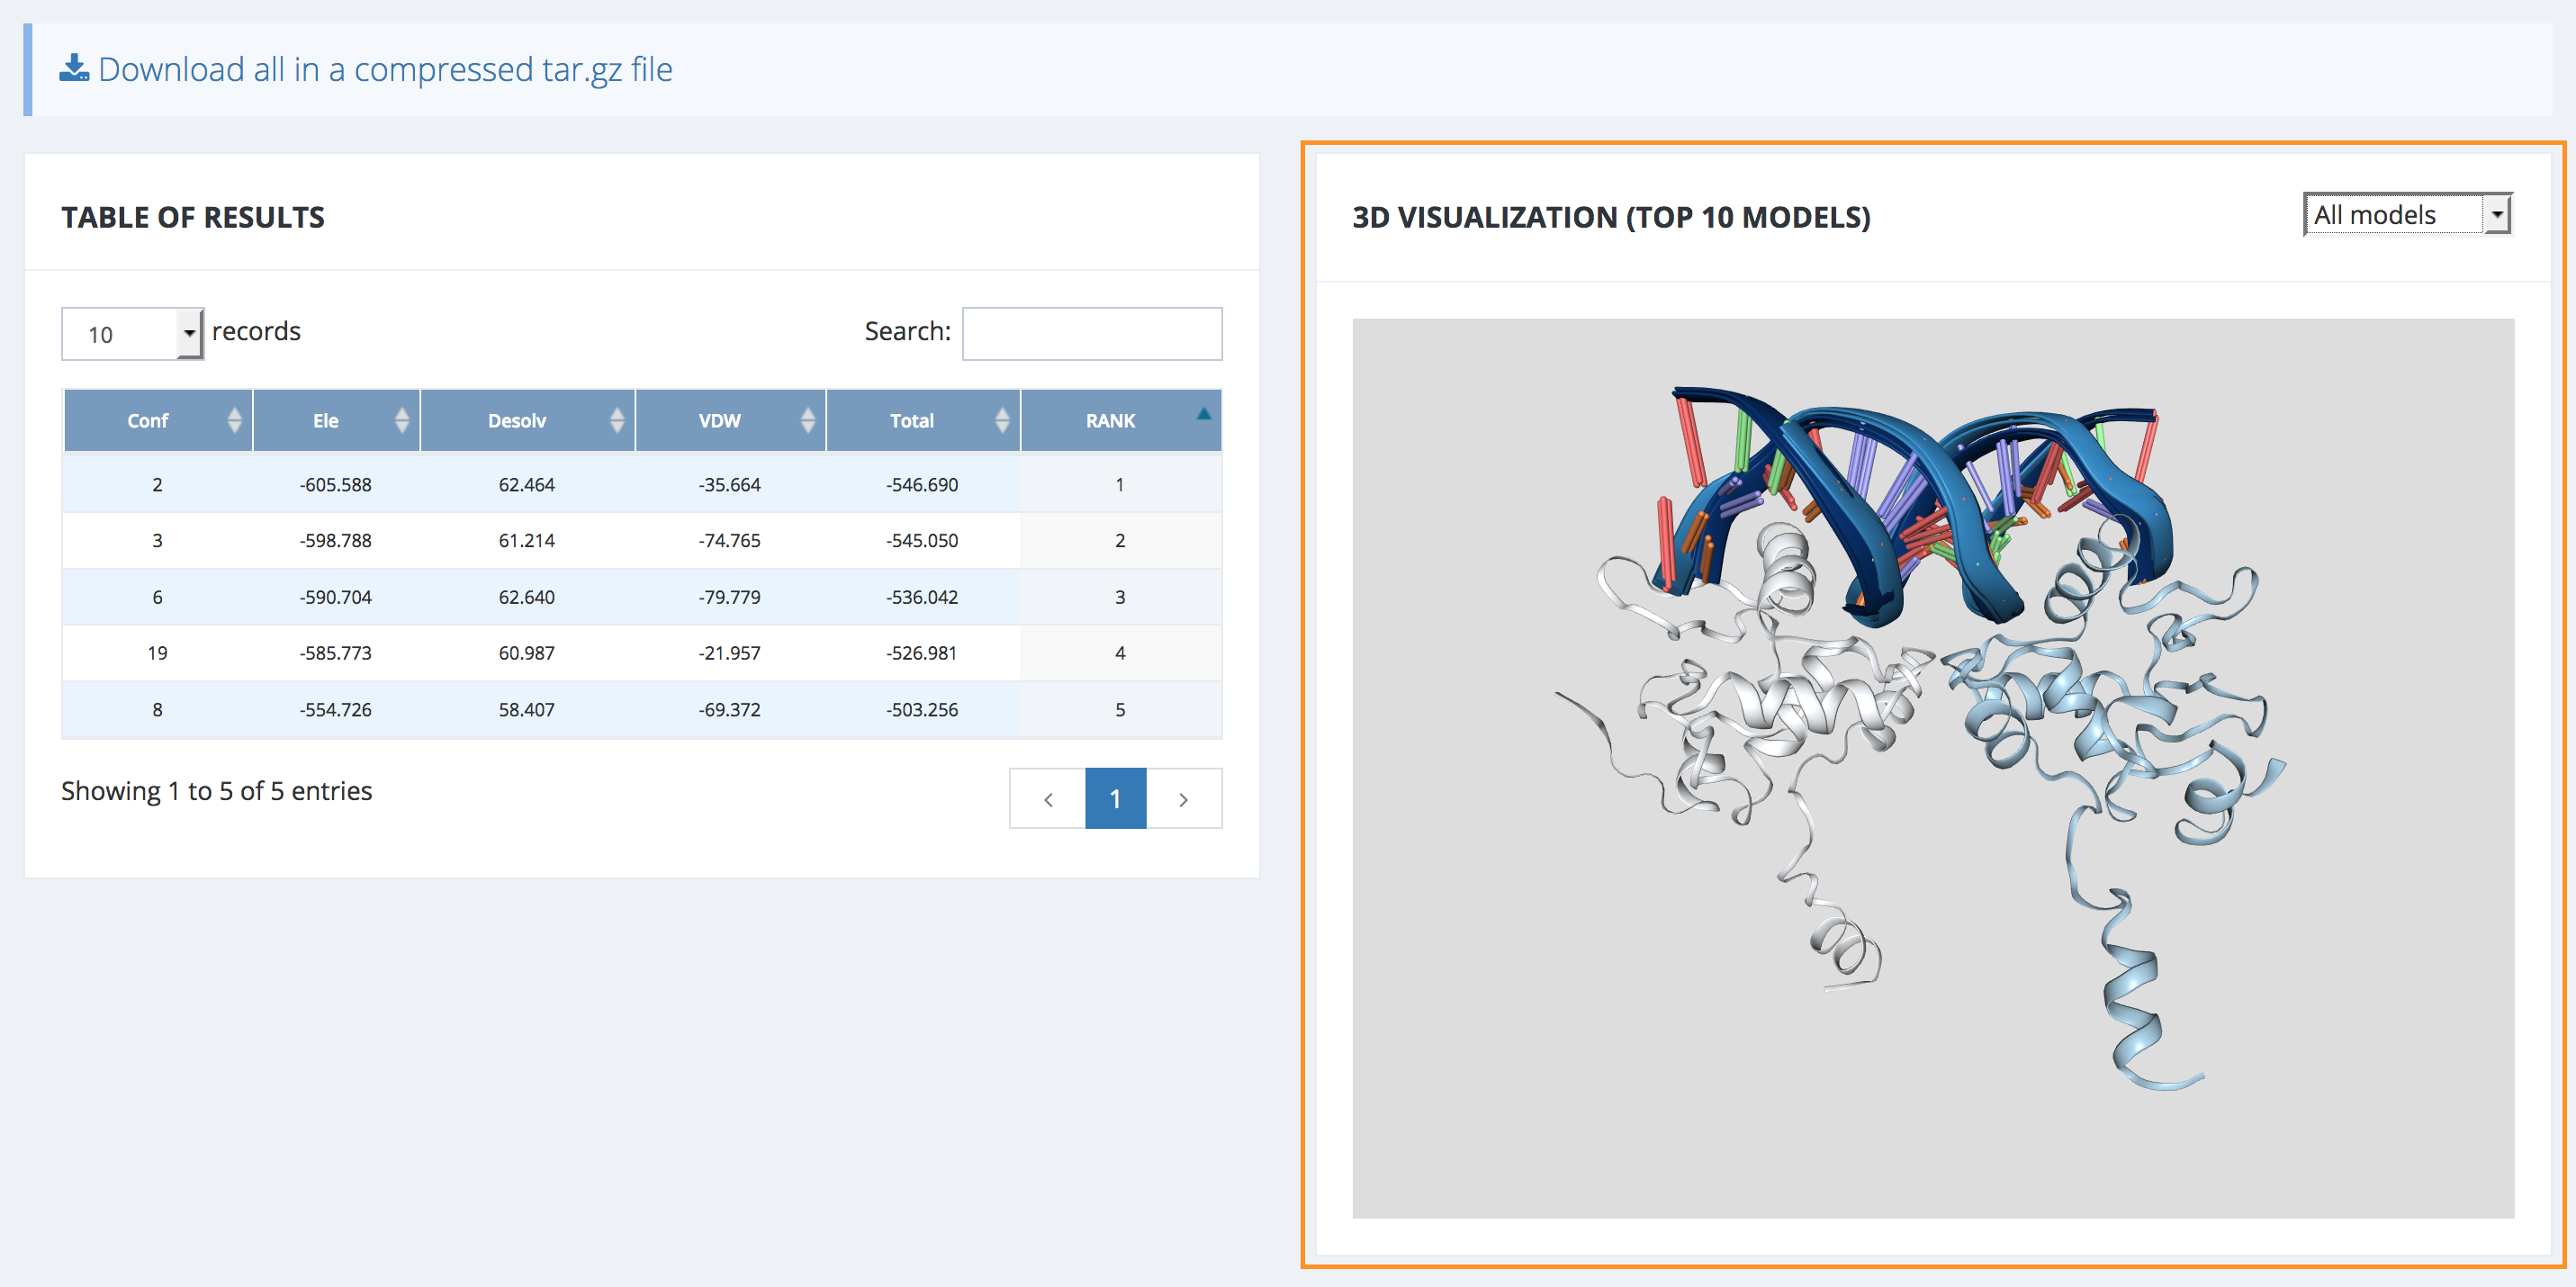 Download all in a compressed tar.gz file
TABLE OF RESULTS
10 records Search:
Conf Ele Desolv VDW Total RANK
2 -605.588 62.464 -35.664 -546.690 1
3 -598.788 61.214 -74.765 -545.050 2
6 -590.704 62.640 -79.779 -536.042 3
19 -585.773 60.987 -21.957 -526.981 4
8 -554.726 58.407 -69.372 -503.256 5
Showing 1 to 5 of 5 entries
1
3D VISUALIZATION (TOP 10 MODELS)
All models